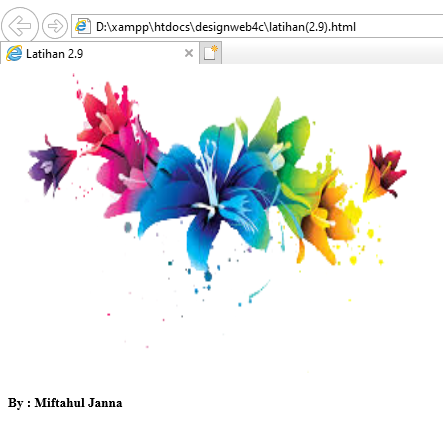 D:\xampp\htdocs\designweb4c\latihan(2.9).html
Latihan 2.9
By : Miftahul Janna